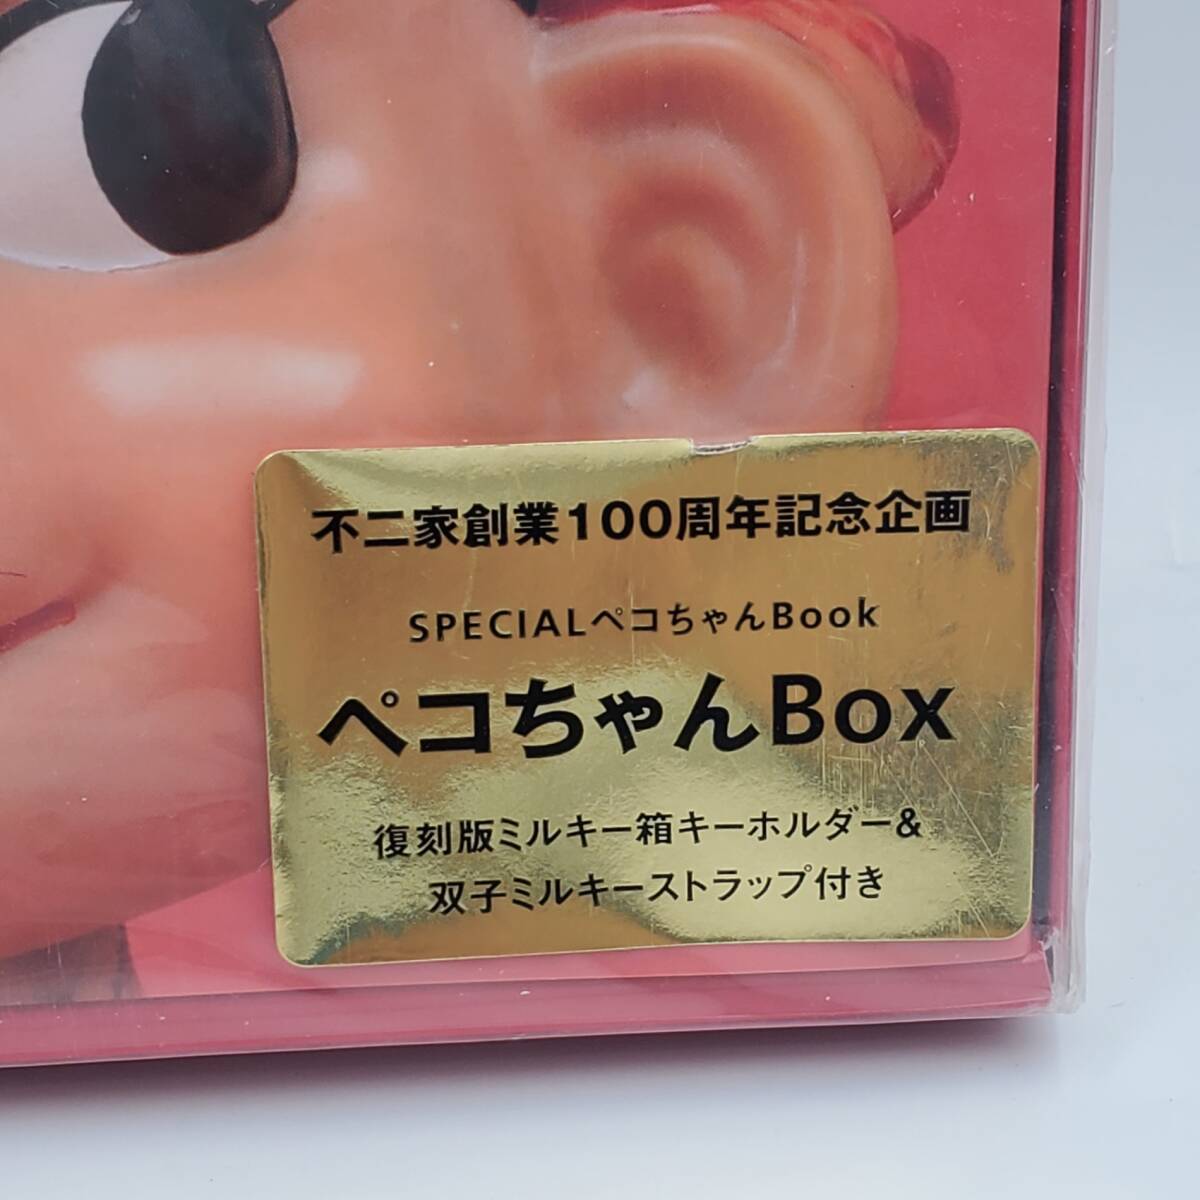 不二家創業100周年記念企画
SPECIALペコちゃんBook
ペコちゃんBox
復刻版ミルキー箱キーホルダー&
双子ミルキーストラップ付き